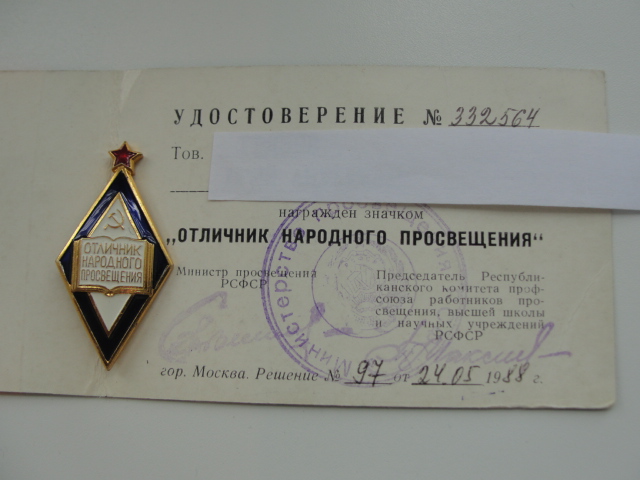 УДОСТОВЕРЕНИЕ № 332564
Тов.
награжден значком
„ОТЛИЧНИК НАРОДНОГО ПРОСВЕЩЕНИЯ“
Министр просвещения
РСФСР
Председатель Республи-
канского комитета проф-
союза работников про-
свещения, высшей школы
и научных учреждений
РСФСР
гор. Москва. Решение № 97 от 24.05 1988 г.
ОТЛИЧНИК
НАРОДНОГО
ПРОСВЕЩЕНИЯ
Министерство просвещения